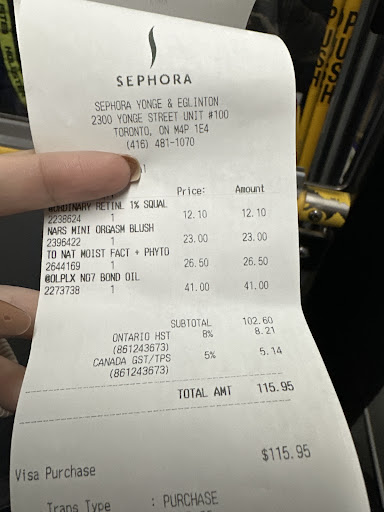 PUSH
PUSH
SEPHORA
SEPHORA YONGE & EGLINTON
2300 YONGE STREET UNIT #100
TORONTO, ON M4P 1E4
(416) 481-1070
Price: Amount
RETINL 1% SQUAL
2238624 1 12.10 12.10
NARS MINI ORGASM BLUSH
2396422 1 23.00 23.00
TO NAT MOIST FACT + PHYTO
2644169 1 26.50 26.50
@OLPLX NO7 BOND OIL
2273738 1 41.00 41.00
SUBTOTAL 102.60
ONTARIO HST 8% 8.21
(861243673)
CANADA GST/TPS 5% 5.14
(861243673)
TOTAL AMT 115.95
$115.95
Visa Purchase
Trans Type : PURCHASE